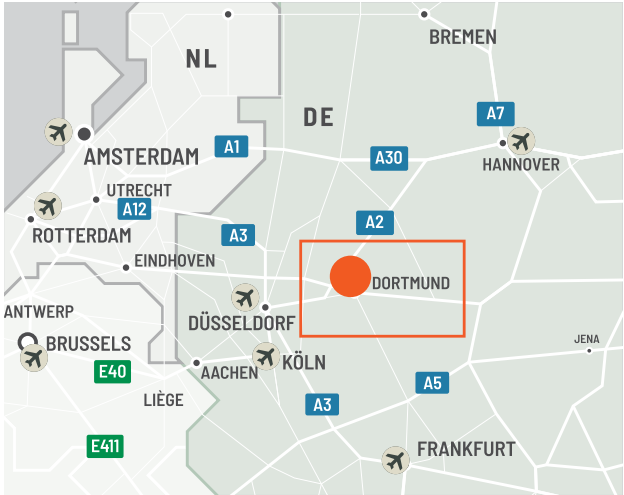 BREMEN
NL
DE
A7
AMSTERDAM
A1
A30
HANNOVER
UTRECHT
A12
ROTTERDAM
A3
A2
EINDHOVEN
DORTMUND
ANTWERP
DÜSSELDORF
BRUSSELS
JENA
E40
AACHEN
KÖLN
LIÈGE
A3
A5
E411
FRANKFURT